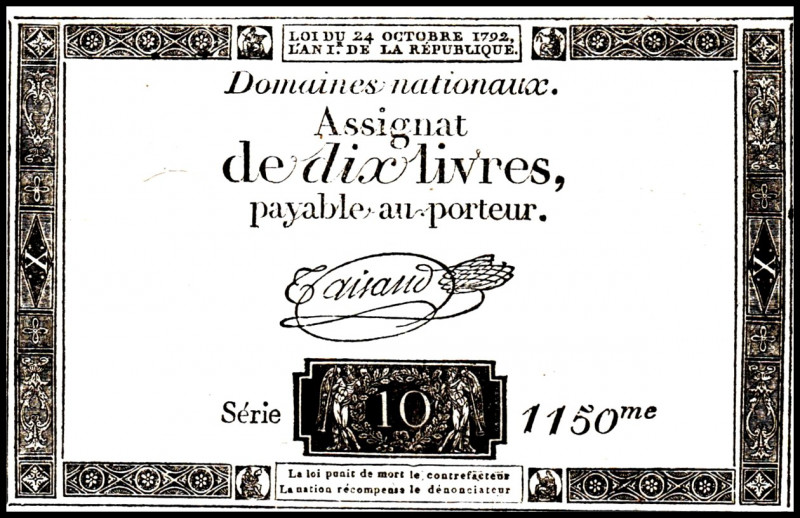 LOI DU 24 OCTOBRE 1792,
L'AN Iᵉʳ. DE LA RÉPUBLIQUE.
Domaines nationaux.
Assignat
de dix livres,
payable au porteur.
Taisaud
X X
Série 10 1150me
La loi punit de mort le contrefacteur
La nation récompense le dénonciateur